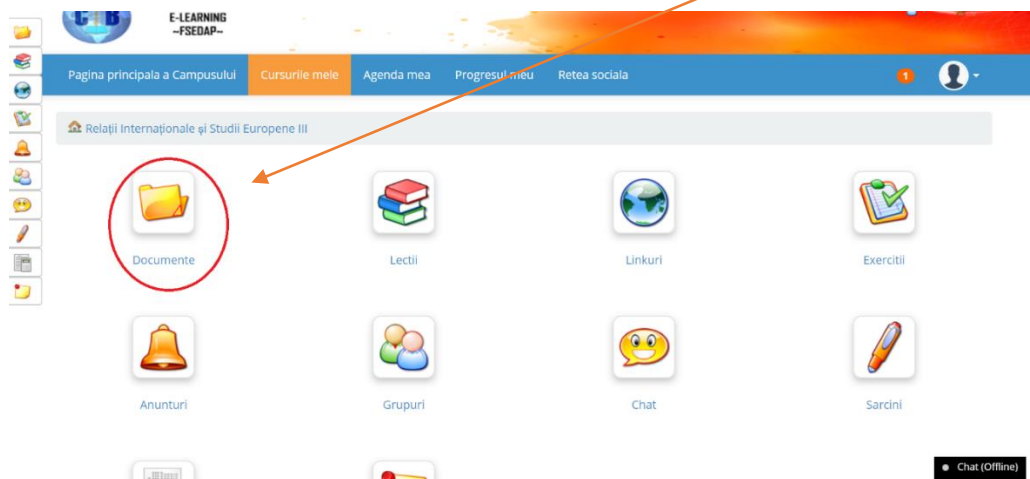 E-LEARNING
~FSEDAP~
Pagina principala a Campusului Cursurile mele Agenda mea Progresul meu Retea sociala 1
Relații Internaționale și Studii Europene III
Documente Lectii Linkuri Exercitii
Anunturi Grupuri Chat Sarcini
Chat (Offline)